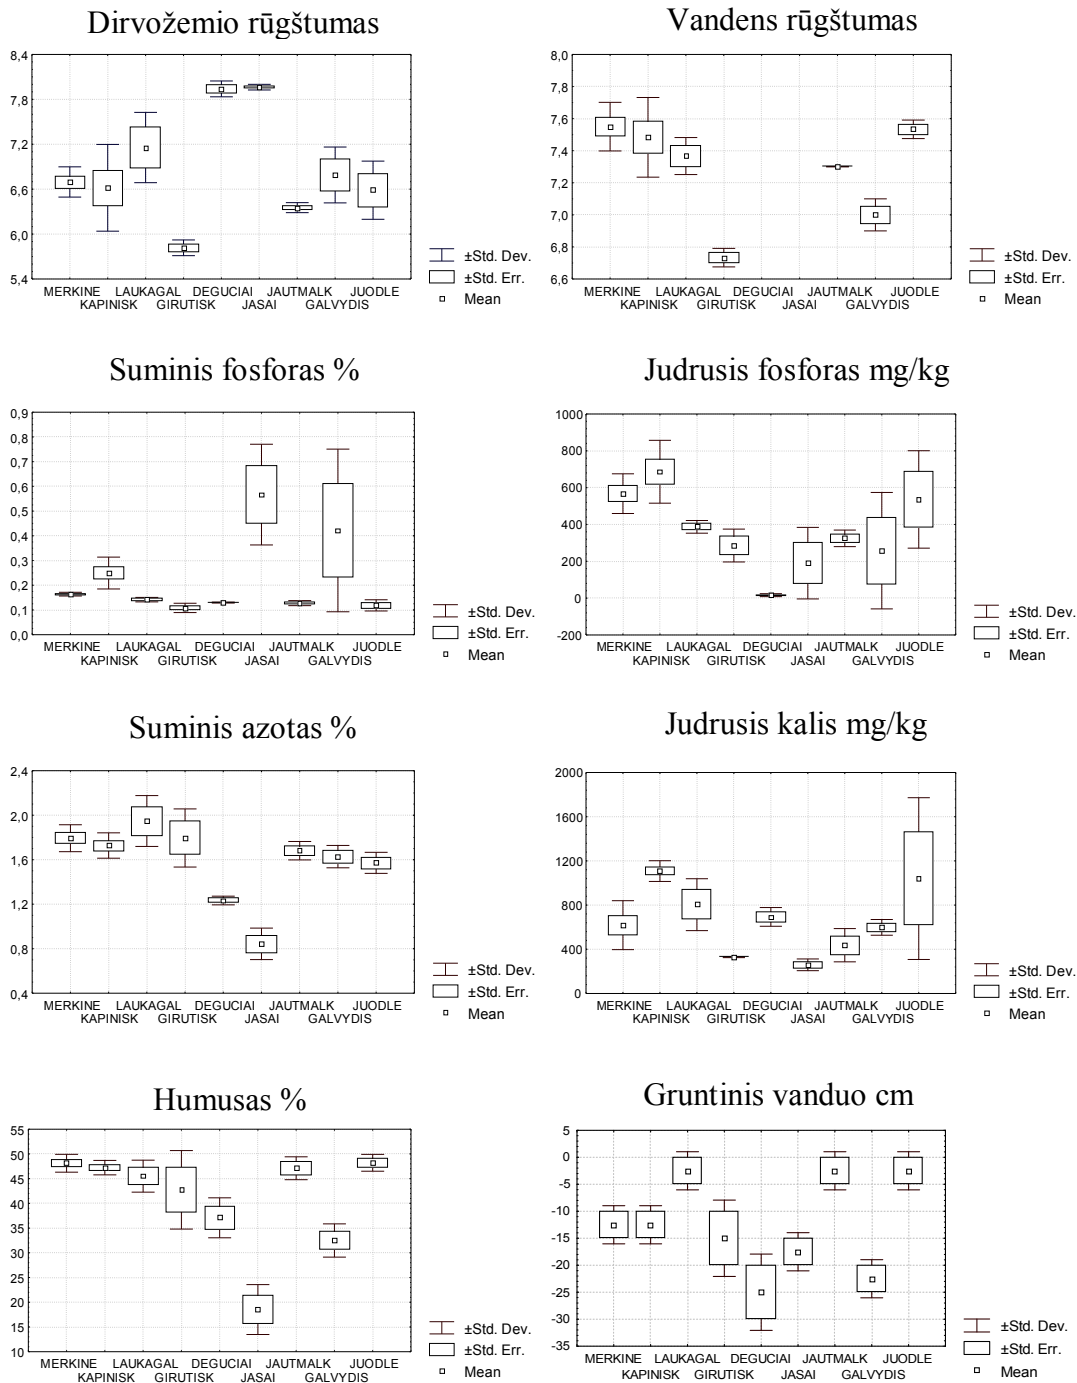 Dirvožemio rūgštumas
8,4
7,8
7,2
6,6
6,0
5,4
MERKINE LAUKAGAL DEGUCIAI JAUTMALK JUODLE
KAPINISK GIRUTISK JASAI GALVYDIS
±Std. Dev.
±Std. Err.
Mean
Vandens rūgštumas
8,0
7,8
7,6
7,4
7,2
7,0
6,8
6,6
MERKINE LAUKAGAL DEGUCIAI JAUTMALK JUODLE
KAPINISK GIRUTISK JASAI GALVYDIS
±Std. Dev.
±Std. Err.
Mean
Suminis fosforas %
0,9
0,8
0,7
0,6
0,5
0,4
0,3
0,2
0,1
0,0
MERKINE LAUKAGAL DEGUCIAI JAUTMALK JUODLE
KAPINISK GIRUTISK JASAI GALVYDIS
±Std. Dev.
±Std. Err.
Mean
Judrusis fosforas mg/kg
1000
800
600
400
200
0
-200
MERKINE LAUKAGAL DEGUCIAI JAUTMALK JUODLE
KAPINISK GIRUTISK JASAI GALVYDIS
±Std. Dev.
±Std. Err.
Mean
Suminis azotas %
2,4
2,0
1,6
1,2
0,8
0,4
MERKINE LAUKAGAL DEGUCIAI JAUTMALK JUODLE
KAPINISK GIRUTISK JASAI GALVYDIS
±Std. Dev.
±Std. Err.
Mean
Judrusis kalis mg/kg
2000
1600
1200
800
400
0
MERKINE LAUKAGAL DEGUCIAI JAUTMALK JUODLE
KAPINISK GIRUTISK JASAI GALVYDIS
±Std. Dev.
±Std. Err.
Mean
Humusas %
55
50
45
40
35
30
25
20
15
10
MERKINE LAUKAGAL DEGUCIAI JAUTMALK JUODLE
KAPINISK GIRUTISK JASAI GALVYDIS
±Std. Dev.
±Std. Err.
Mean
Gruntinis vanduo cm
5
0
-5
-10
-15
-20
-25
-30
-35
MERKINE LAUKAGAL DEGUCIAI JAUTMALK JUODLE
KAPINISK GIRUTISK JASAI GALVYDIS
±Std. Dev.
±Std. Err.
Mean